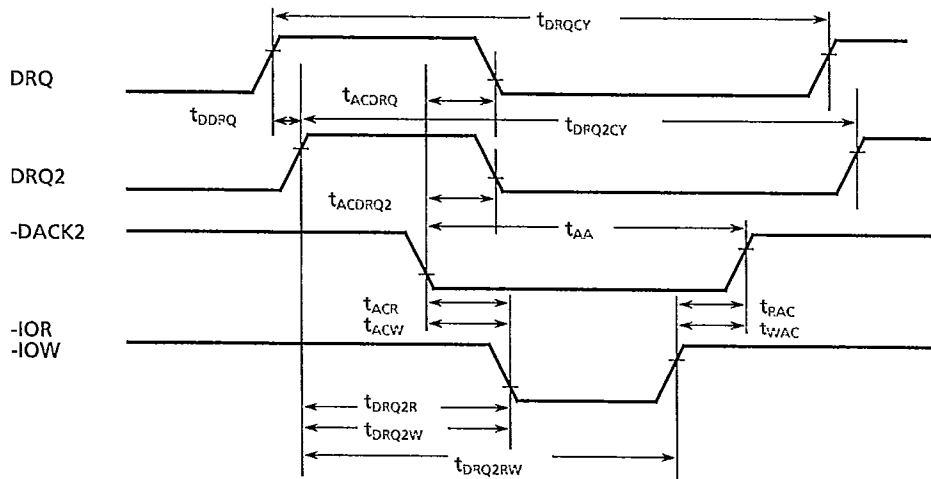 tDRQCY
DRQ
tACDRQ
tDDRQ
tDRQ2CY
DRQ2
tACDRQ2
-DACK2
tAA
tACR
tRAC
-IOR
tACW
tWAC
-IOW
tDRQ2R
tDRQ2W
tDRQ2RW